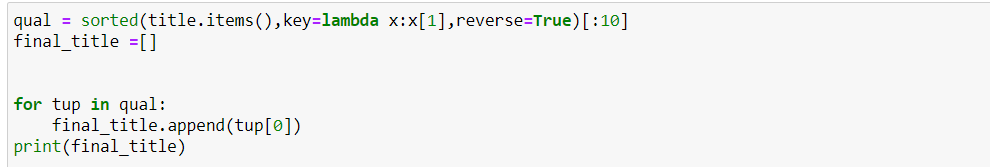 qual = sorted(title.items(),key=lambda x:x[1],reverse=True)[:10]
final_title =[]
for tup in qual:
    final_title.append(tup[0])
print(final_title)